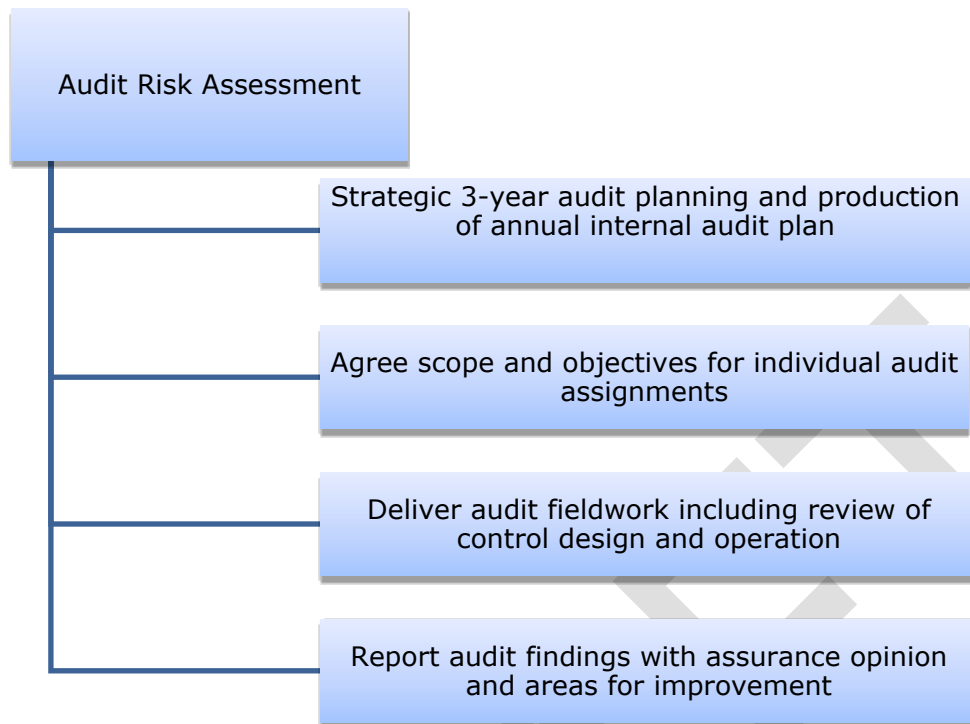 Audit Risk Assessment
Strategic 3-year audit planning and production
of annual internal audit plan
Agree scope and objectives for individual audit
assignments
Deliver audit fieldwork including review of
control design and operation
Report audit findings with assurance opinion
and areas for improvement